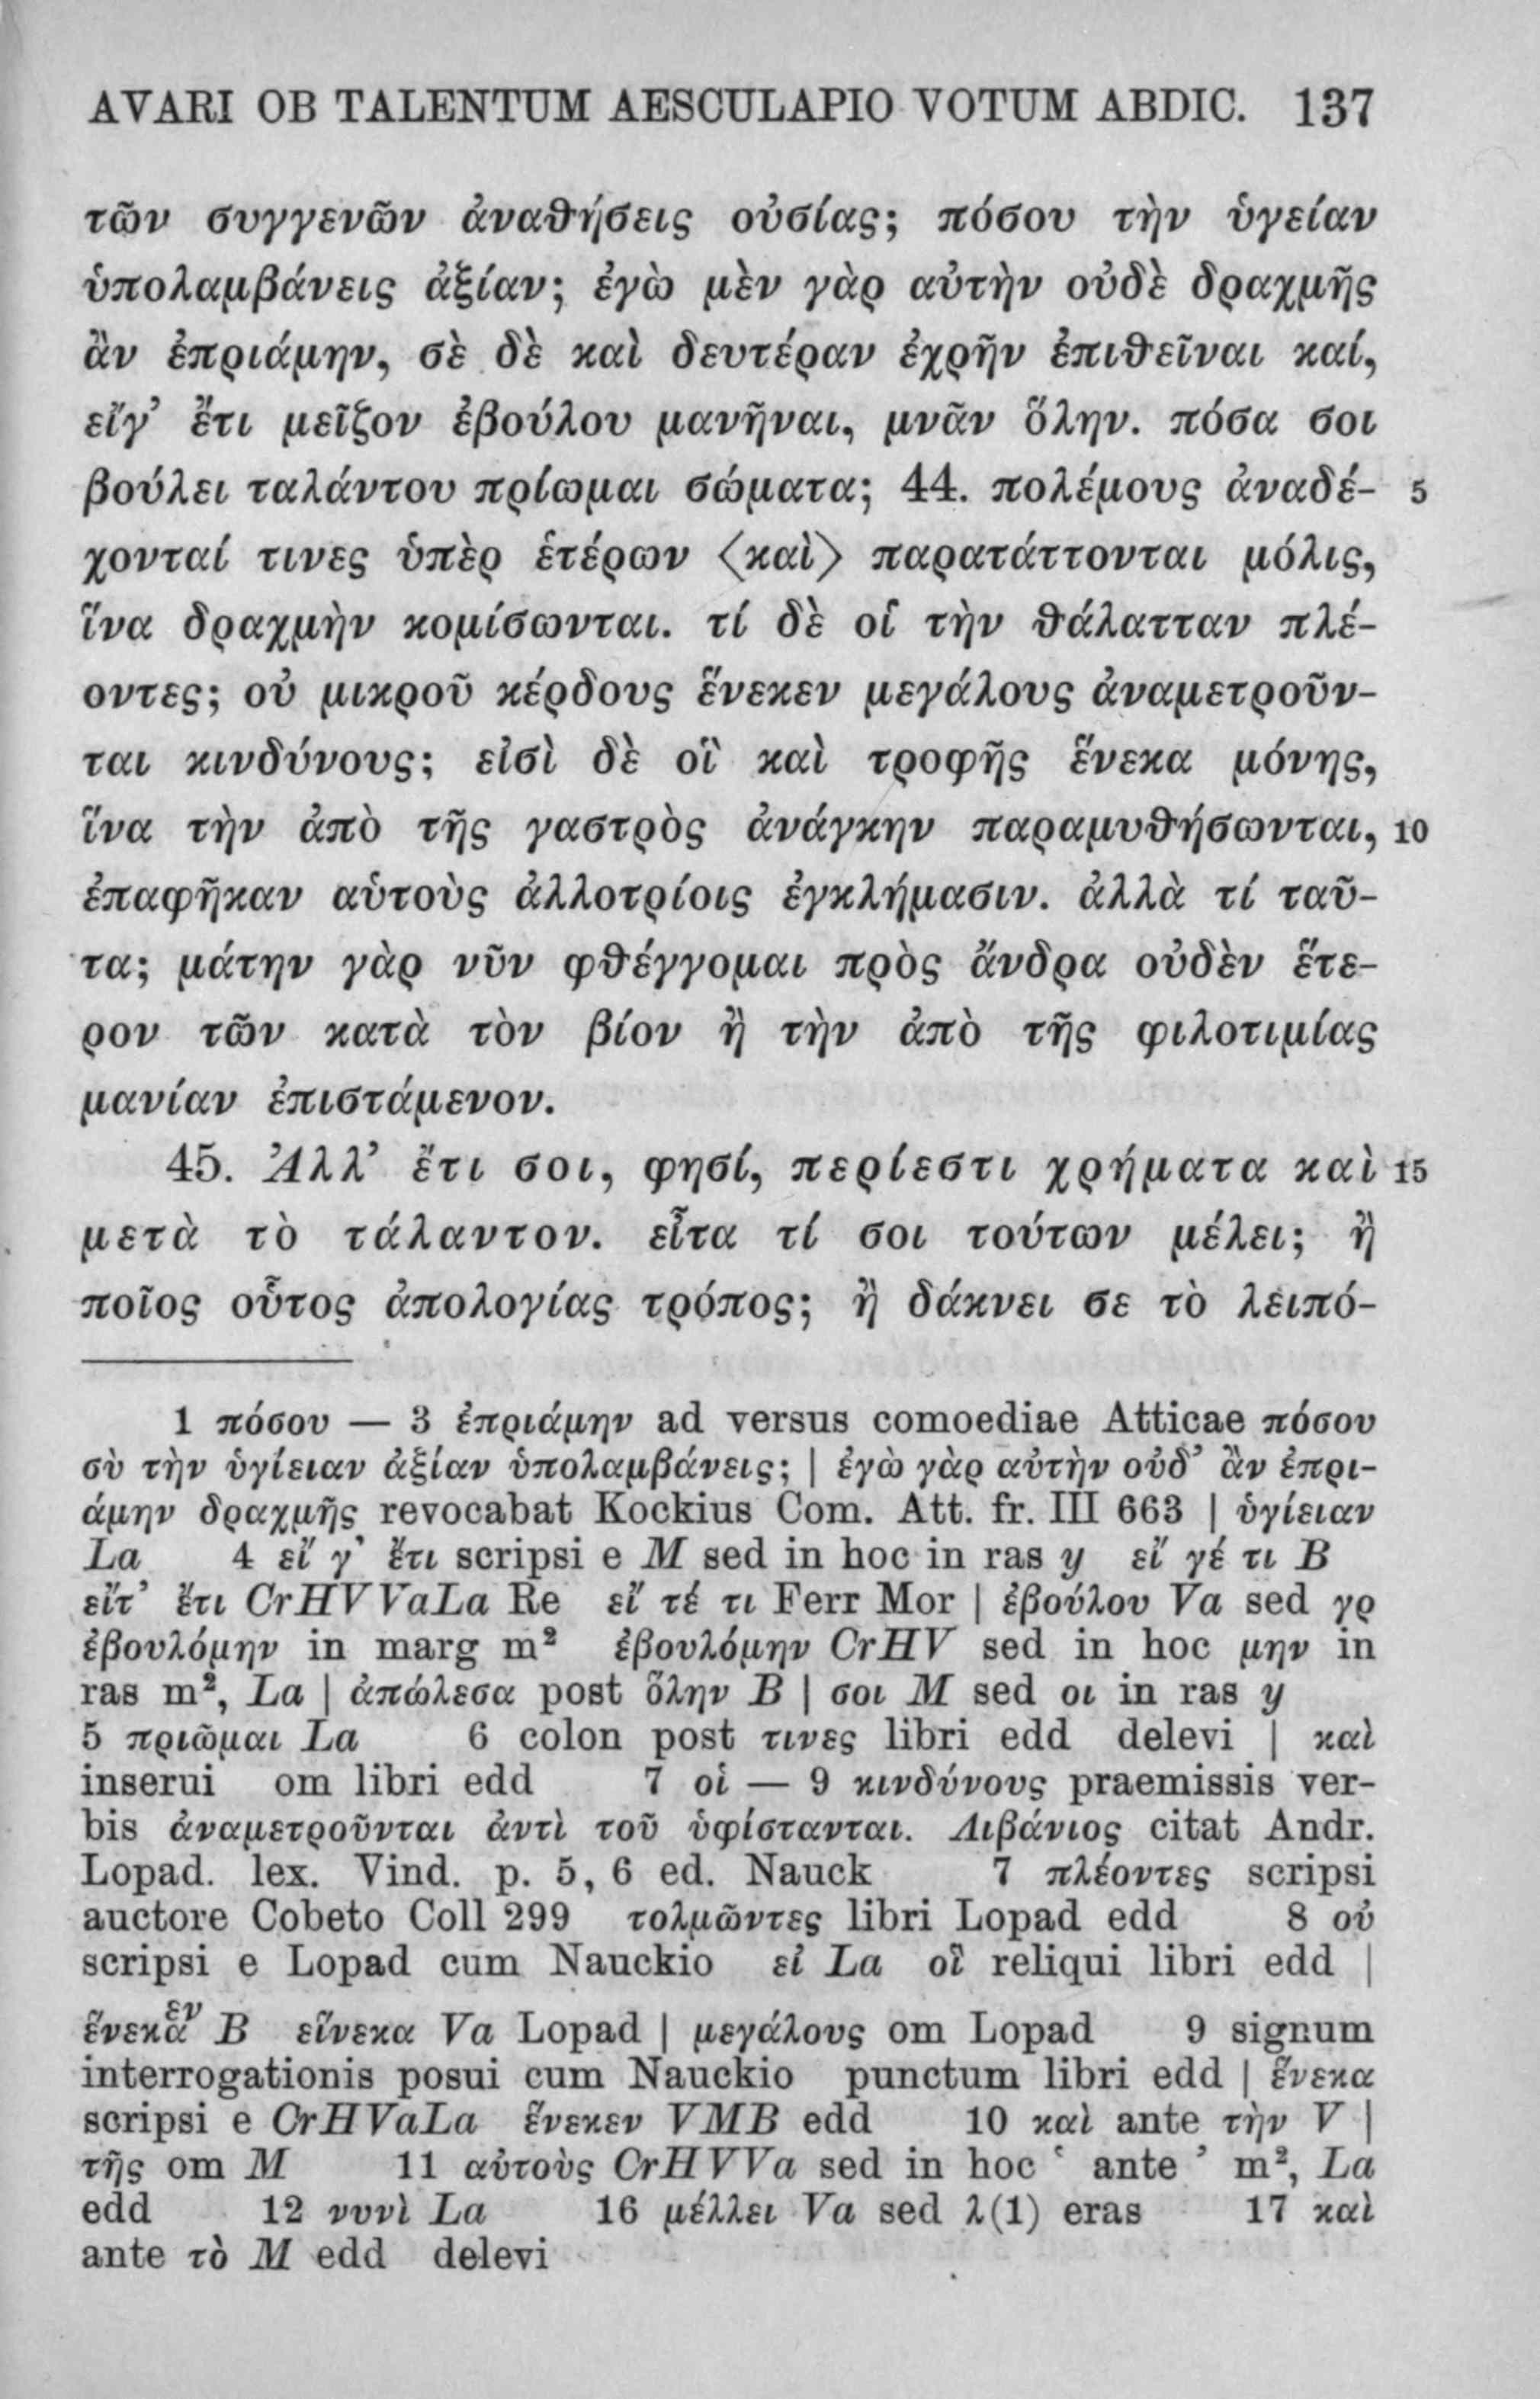 AVARI OB TALENTUM AESCULAPIO VOTUM ABDIC. 137
τῶν συγγενῶν ἀναθήσεις οὐσίας; πόσου τὴν ὑγείαν
ὑπολαμβάνεις ἀξίαν; ἐγὼ μὲν γὰρ αὐτὴν οὐδὲ δραχμῆς
ἂν ἐπριάμην, σὲ δὲ καὶ δευτέραν ἐχρῆν ἐπιθεῖναι καί,
εἴγ’ ἔτι μεῖζον ἐβούλου μανῆναι, μνᾶν ὅλην. πόσα σοι
βούλει ταλάντου πρίωμαι σώματα; 44. πολέμους ἀναδέ- 5
χονταί τινες ὑπὲρ ἑτέρων ⟨καὶ⟩ παρατάττονται μόλις,
ἵνα δραχμὴν κομίσωνται. τί δὲ οἱ τὴν θάλατταν πλέ-
οντες; οὐ μικροῦ κέρδους ἕνεκεν μεγάλους ἀναμετροῦν-
ται κινδύνους; εἰσὶ δὲ οἳ καὶ τροφῆς ἕνεκα μόνης,
ἵνα τὴν ἀπὸ τῆς γαστρὸς ἀνάγκην παραμυθήσωνται, 10
ἐπαφῆκαν αὑτοὺς ἀλλοτρίοις ἐγκλήμασιν. ἀλλὰ τί ταῦ-
τα; μάτην γὰρ νῦν φθέγγομαι πρὸς ἄνδρα οὐδὲν ἕτε-
ρον τῶν κατὰ τὸν βίον ἢ τὴν ἀπὸ τῆς φιλοτιμίας
μανίαν ἐπιστάμενον.
45. Ἀλλ’ ἔτι σοι, φησί, περίεστι χρήματα καὶ 15
μετὰ τὸ τάλαντον. εἶτα τί σοι τούτων μέλει; ἢ
ποῖος οὗτος ἀπολογίας τρόπος; ἢ δάκνει σε τὸ λειπό-
1 πόσου — 3 ἐπριάμην ad versus comoediae Atticae πόσου
σὺ τὴν ὑγίειαν ἀξίαν ὑπολαμβάνεις; | ἐγὼ γὰρ αὐτὴν οὐδ’ ἂν ἐπρι-
άμην δραχμῆς revocabat Kockius Com. Att. fr. III 663 | ὑγίειαν
La 4 εἴ γ’ ἔτι scripsi e M sed in hoc in ras γ εἴ γέ τι B
εἴτ’ ἔτι CrHVVaLa Re εἴ τέ τι Ferr Mor | ἐβούλου Va sed γρ
ἐβουλόμην in marg m² ἐβουλόμην CrHV sed in hoc μην in
ras m², La | ἀπώλεσα post ὅλην B | σοι M sed οι in ras γ
5 πριῶμαι La 6 colon post τινες libri edd delevi | καὶ
inserui om libri edd 7 οἱ — 9 κινδύνους praemissis ver-
bis ἀναμετροῦνται ἀντὶ τοῦ ὑφίστανται. Λιβάνιος citat Andr.
Lopad. lex. Vind. p. 5, 6 ed. Nauck 7 πλέοντες scripsi
auctore Cobeto Coll 299 τολμῶντες libri Lopad edd 8 οὐ
scripsi e Lopad cum Nauckio εἰ La οἳ reliqui libri edd |
ἕνεκᾰεν B εἵνεκα Va Lopad | μεγάλους om Lopad 9 signum
interrogationis posui cum Nauckio punctum libri edd | ἕνεκα
scripsi e CrHVaLa ἕνεκεν VMB edd 10 καὶ ante τὴν V |
τῆς om M 11 αὐτοὺς CrHVVa sed in hoc ʽ ante ’ m², La
edd 12 νυνὶ La 16 μέλλει Va sed λ(1) eras 17 καὶ
ante τὸ M edd delevi